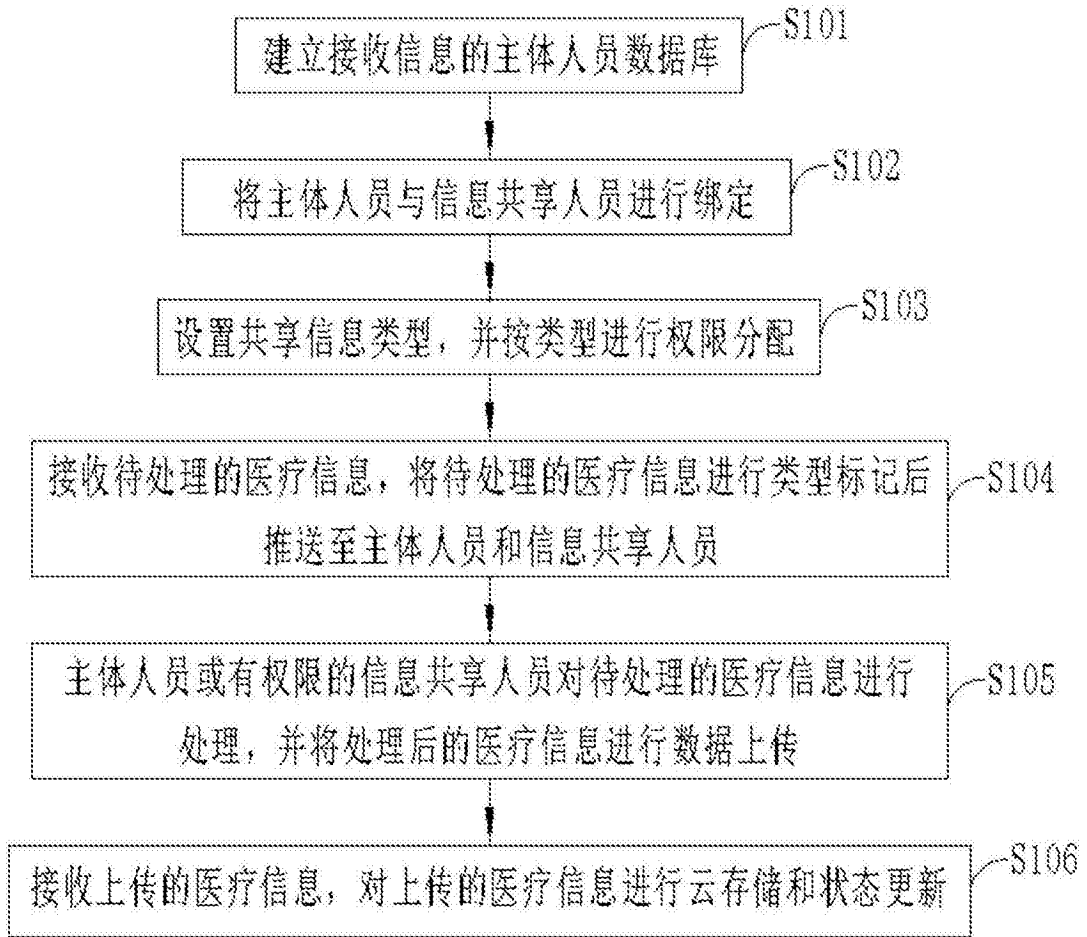 S101
建立接收信息的主体人员数据库
S102
将主体人员与信息共享人员进行绑定
S103
设置共享信息类型，并按类型进行权限分配
S104
接收待处理的医疗信息，将待处理的医疗信息进行类型标记后
推送至主体人员和信息共享人员
S105
主体人员或有权限的信息共享人员对待处理的医疗信息进行
处理，并将处理后的医疗信息进行数据上传
S106
接收上传的医疗信息，对上传的医疗信息进行云存储和状态更新